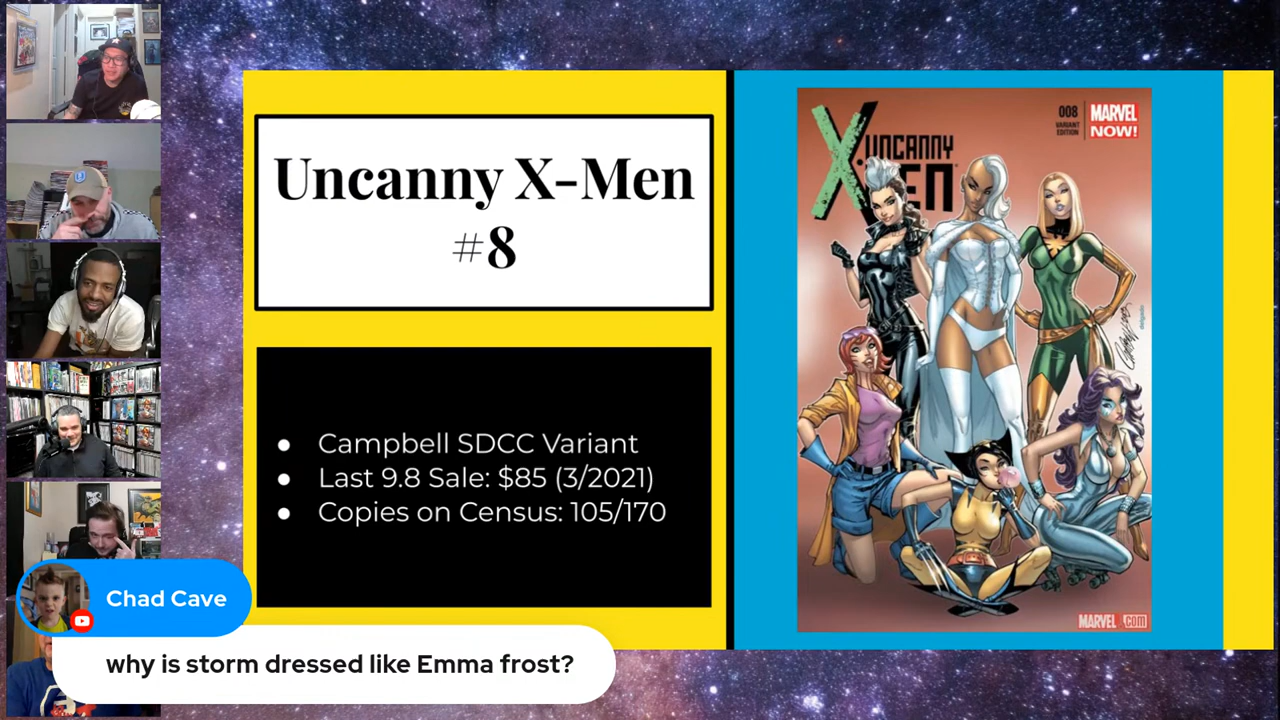 Uncanny X-Men
#8
Campbell SDCC Variant
Last 9.8 Sale: $85 (3/2021)
Copies on Census: 105/170
X.UNCANNY
MEN
008
VARIANT
EDITION
MARVEL
NOW!
MARVEL.COM
Chad Cave
why is storm dressed like Emma frost?